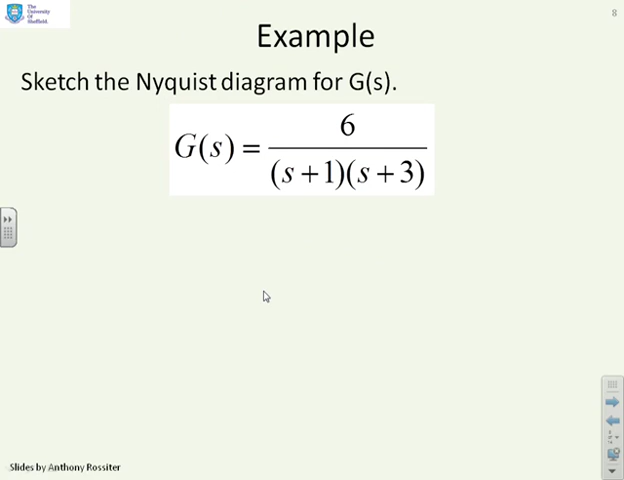 The
University
Of
Sheffield.
8
Example
Sketch the Nyquist diagram for G(s).
G(s) = 6 / (s + 1)(s + 3)
Slides by Anthony Rossiter